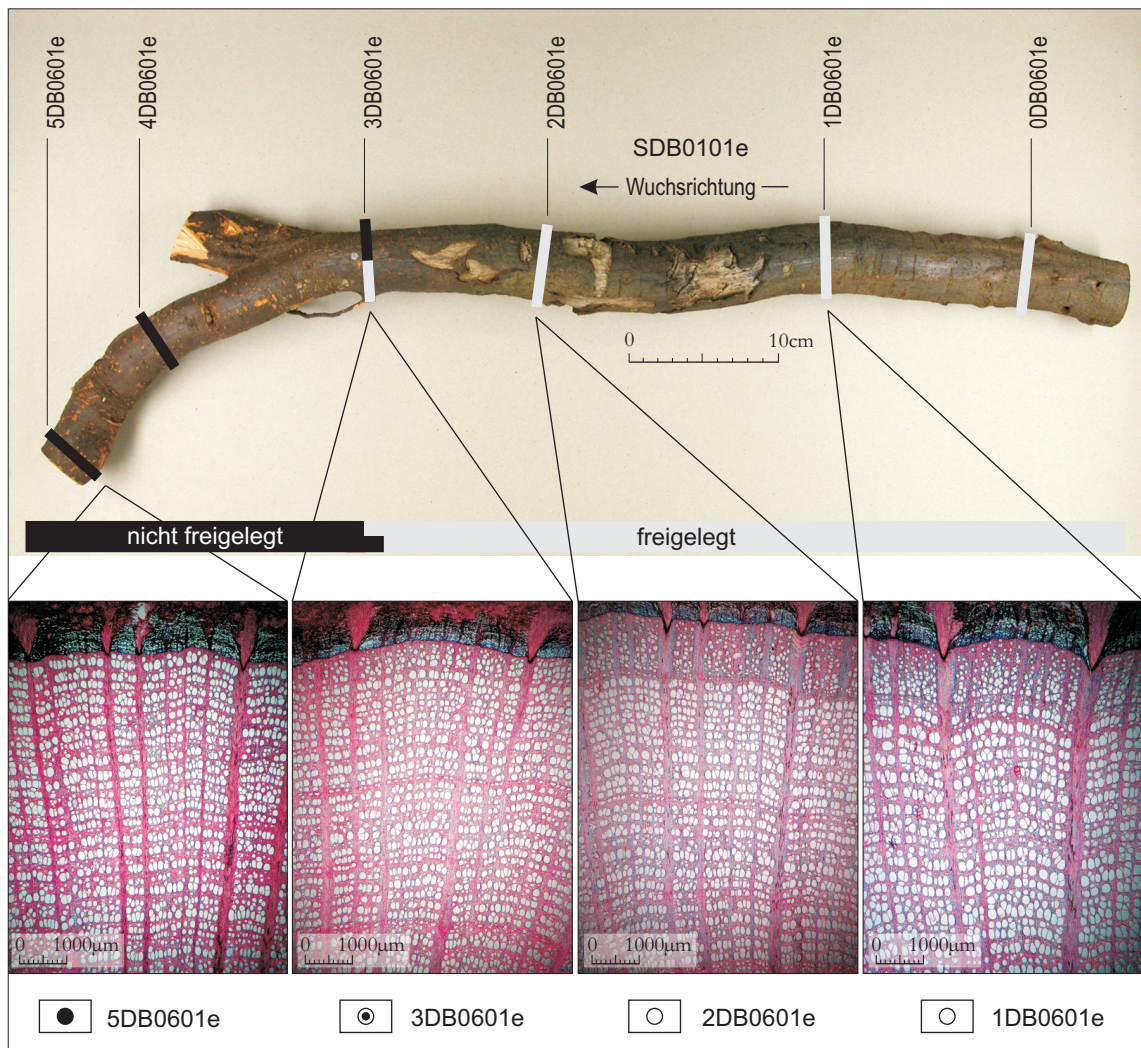 5DB0601e
4DB0601e
3DB0601e
2DB0601e
1DB0601e
0DB0601e
SDB0101e
Wuchsrichtung
0 10cm
nicht freigelegt
freigelegt
0 1000µm
0 1000µm
0 1000µm
0 1000µm
5DB0601e
3DB0601e
2DB0601e
1DB0601e